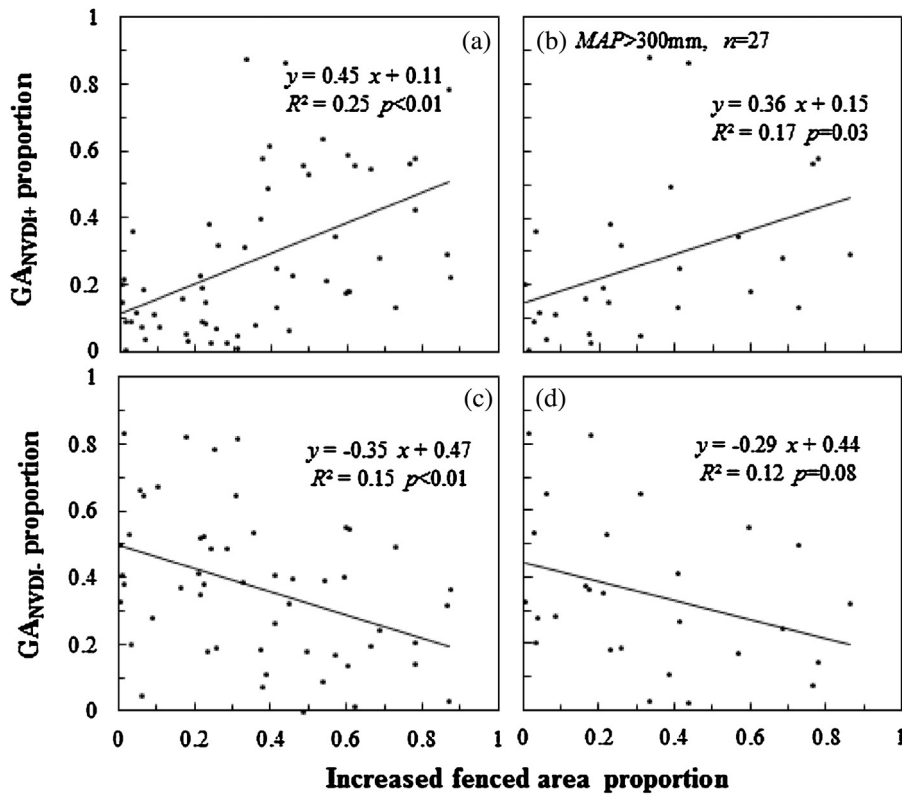 1
0.8
0.6
0.4
0.2
0
GA NVDI+ proportion
(a)
y = 0.45 x + 0.11
R² = 0.25 p<0.01
(b)
MAP>300mm, n=27
y = 0.36 x + 0.15
R² = 0.17 p=0.03
1
0.8
0.6
0.4
0.2
0
GA NVDI- proportion
(c)
y = -0.35 x + 0.47
R² = 0.15 p<0.01
(d)
y = -0.29 x + 0.44
R² = 0.12 p=0.08
0 0.2 0.4 0.6 0.8 0 0.2 0.4 0.6 0.8 1
Increased fenced area proportion